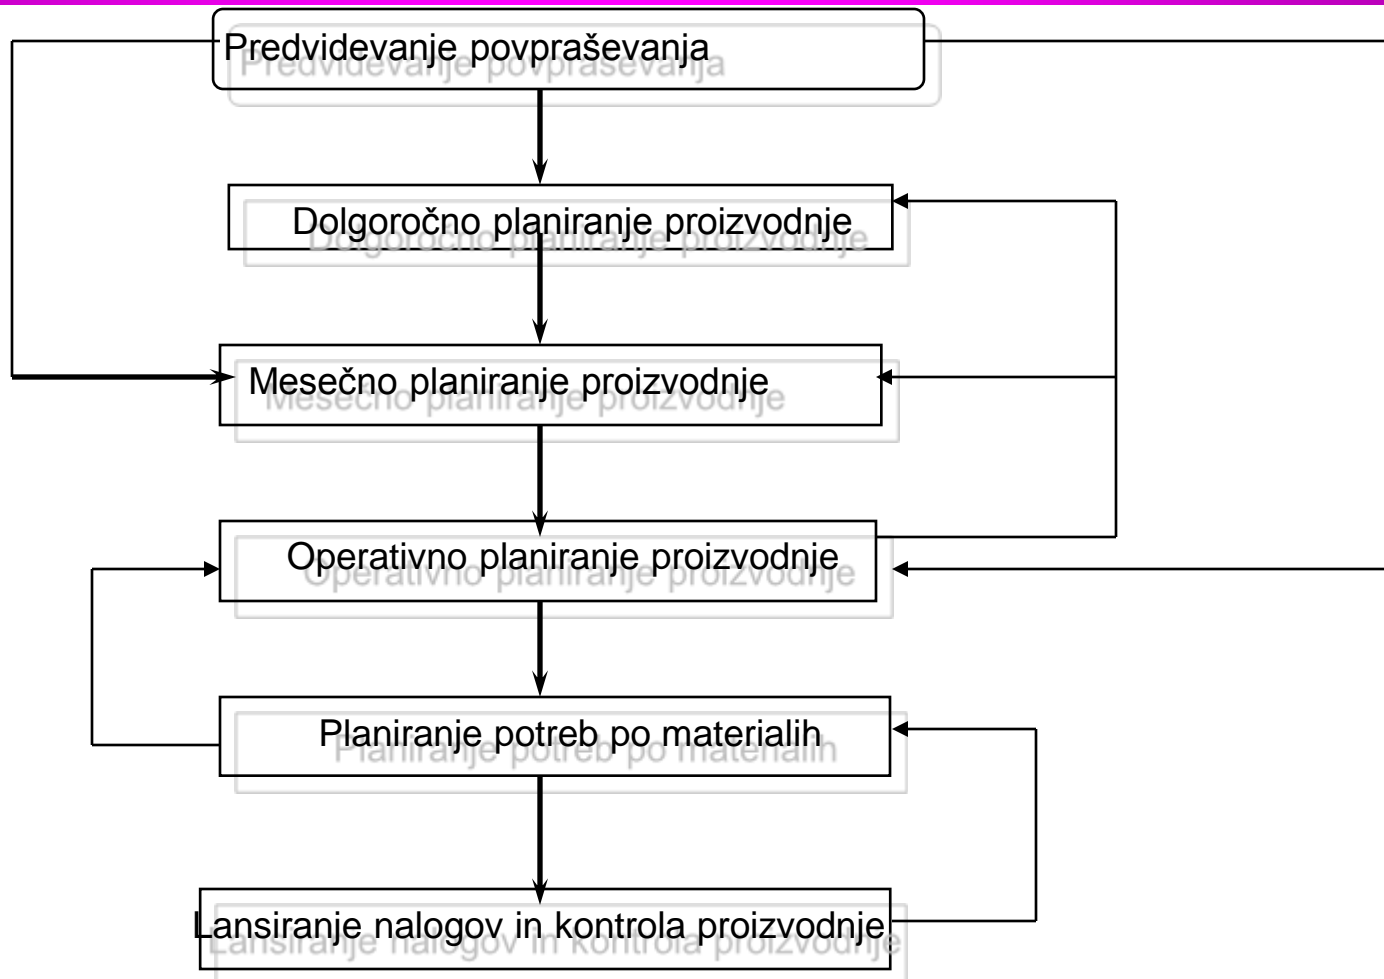 Predvidevanje povpraševanja
Dolgoročno planiranje proizvodnje
Mesečno planiranje proizvodnje
Operativno planiranje proizvodnje
Planiranje potreb po materialih
Lansiranje nalogov in kontrola proizvodnje